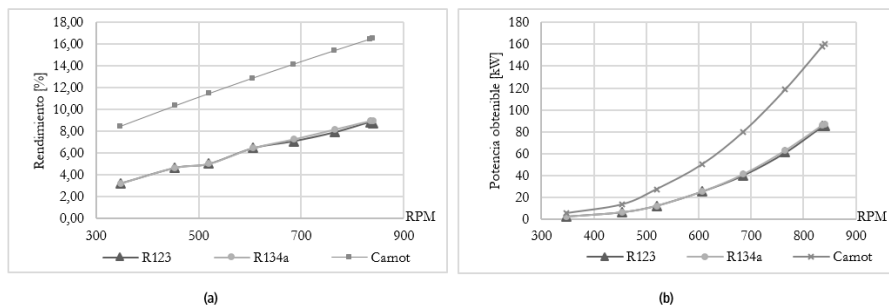 18,00
16,00
14,00
12,00
10,00
8,00
6,00
4,00
2,00
0,00
Rendimiento [%]
300
500
700
900
RPM
R123
R134a
Carnot
(a)
180
160
140
120
100
80
60
40
20
0
Potencia obtenible [kW]
300
400
500
600
700
800
900
RPM
R123
R134a
Carnot
(b)